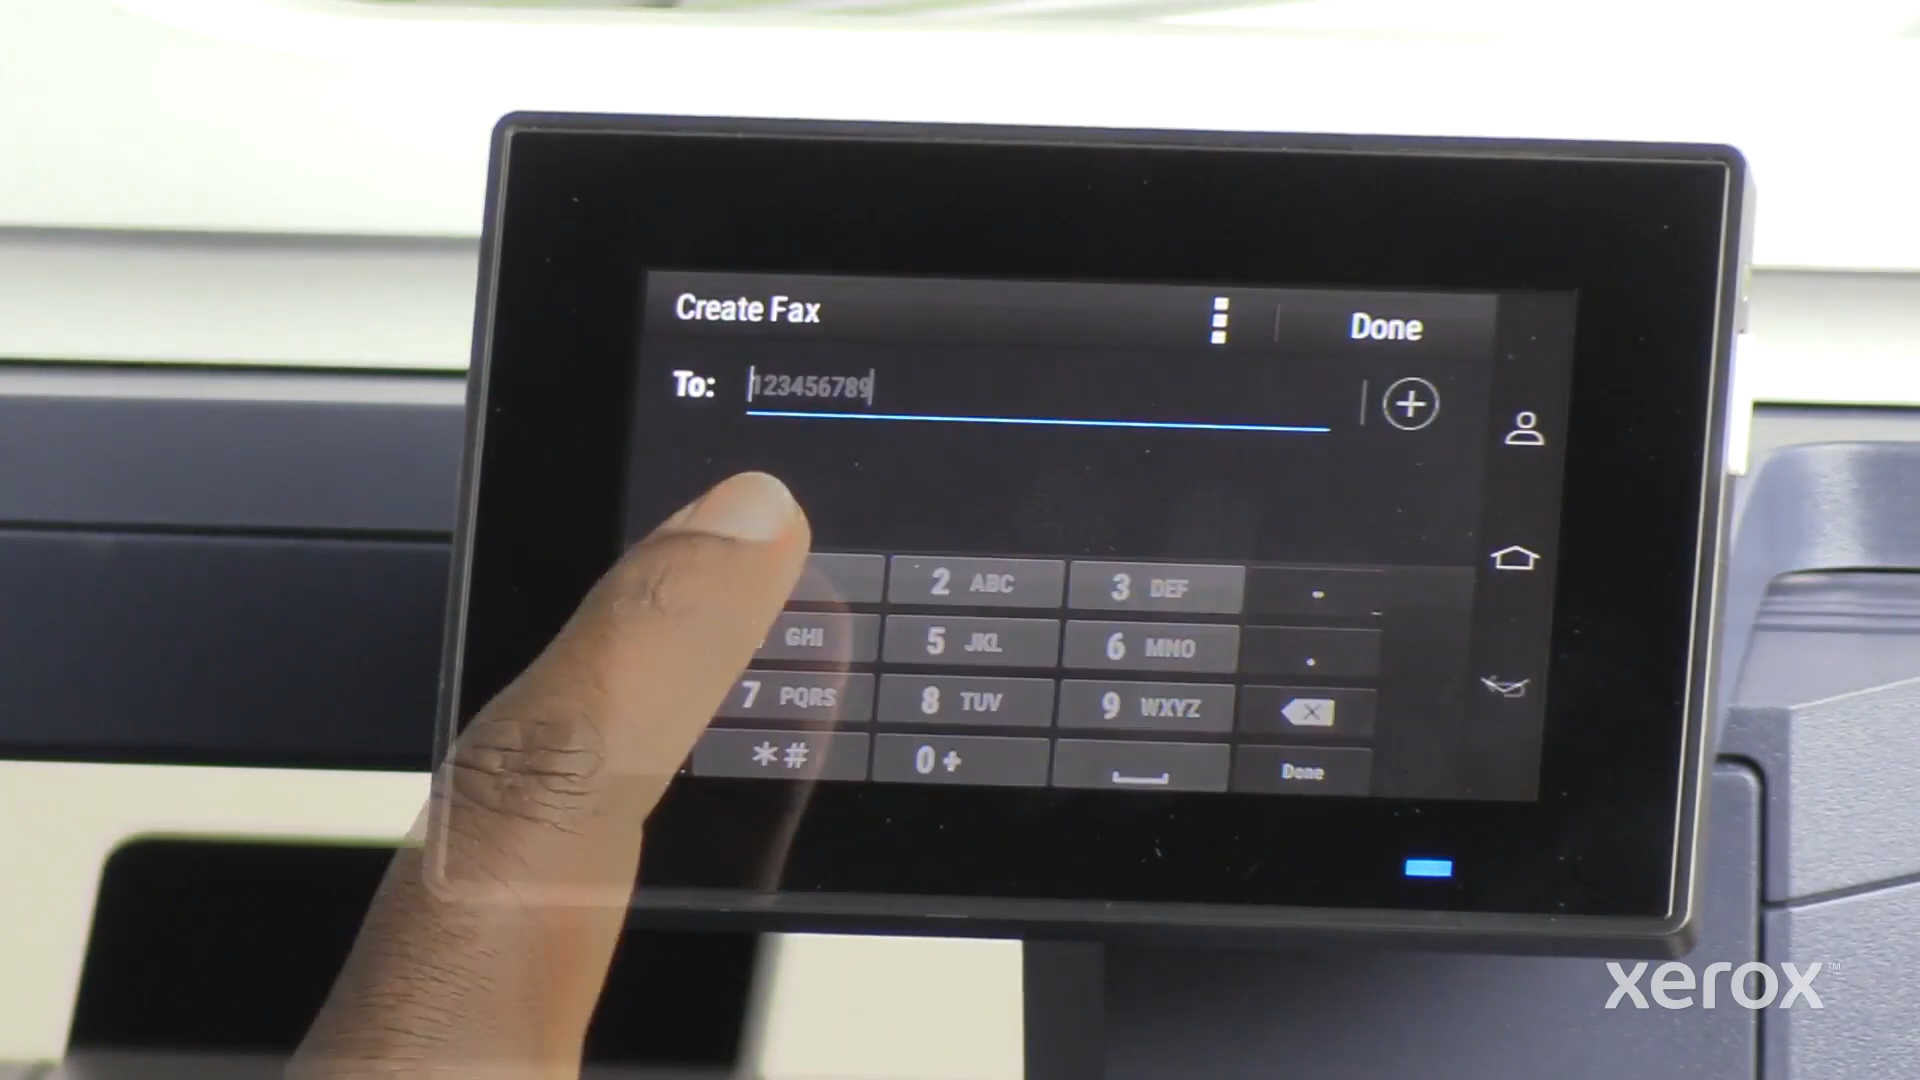 Create Fax
Done
To: 123456789
2 ABC
3 DEF
-
GHI
5 JKL
6 MNO
.
7 PQRS
8 TUV
9 WXYZ
*#
0+
Done
xerox™